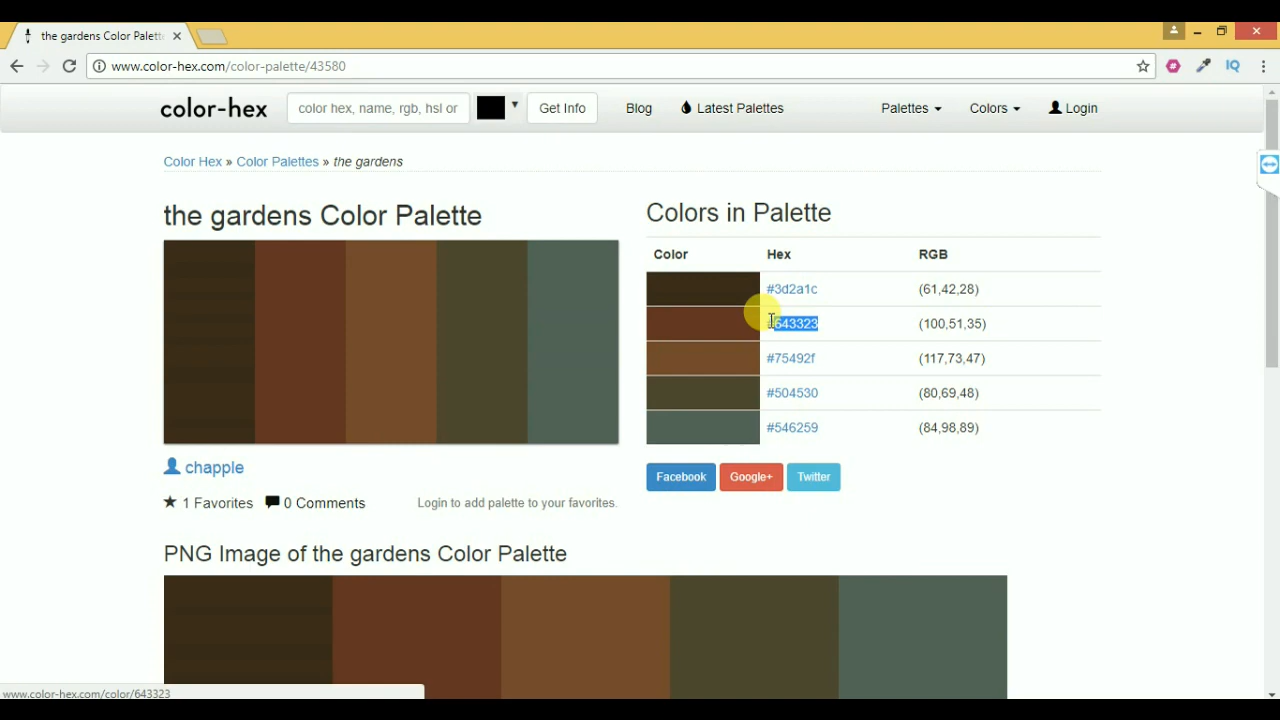 the gardens Color Palett
www.color-hex.com/color-palette/43580
IQ
color-hex
color hex, name, rgb, hsl or
Get Info
Blog
Latest Palettes
Palettes
Colors
Login
Color Hex » Color Palettes » the gardens
the gardens Color Palette
chapple
1 Favorites
0 Comments
Login to add palette to your favorites.
Colors in Palette
Color Hex RGB
#3d2a1c (61,42,28)
#643323 (100,51,35)
#75492f (117,73,47)
#504530 (80,69,48)
#546259 (84,98,89)
Facebook Google+ Twitter
PNG Image of the gardens Color Palette
www.color-hex.com/color/643323